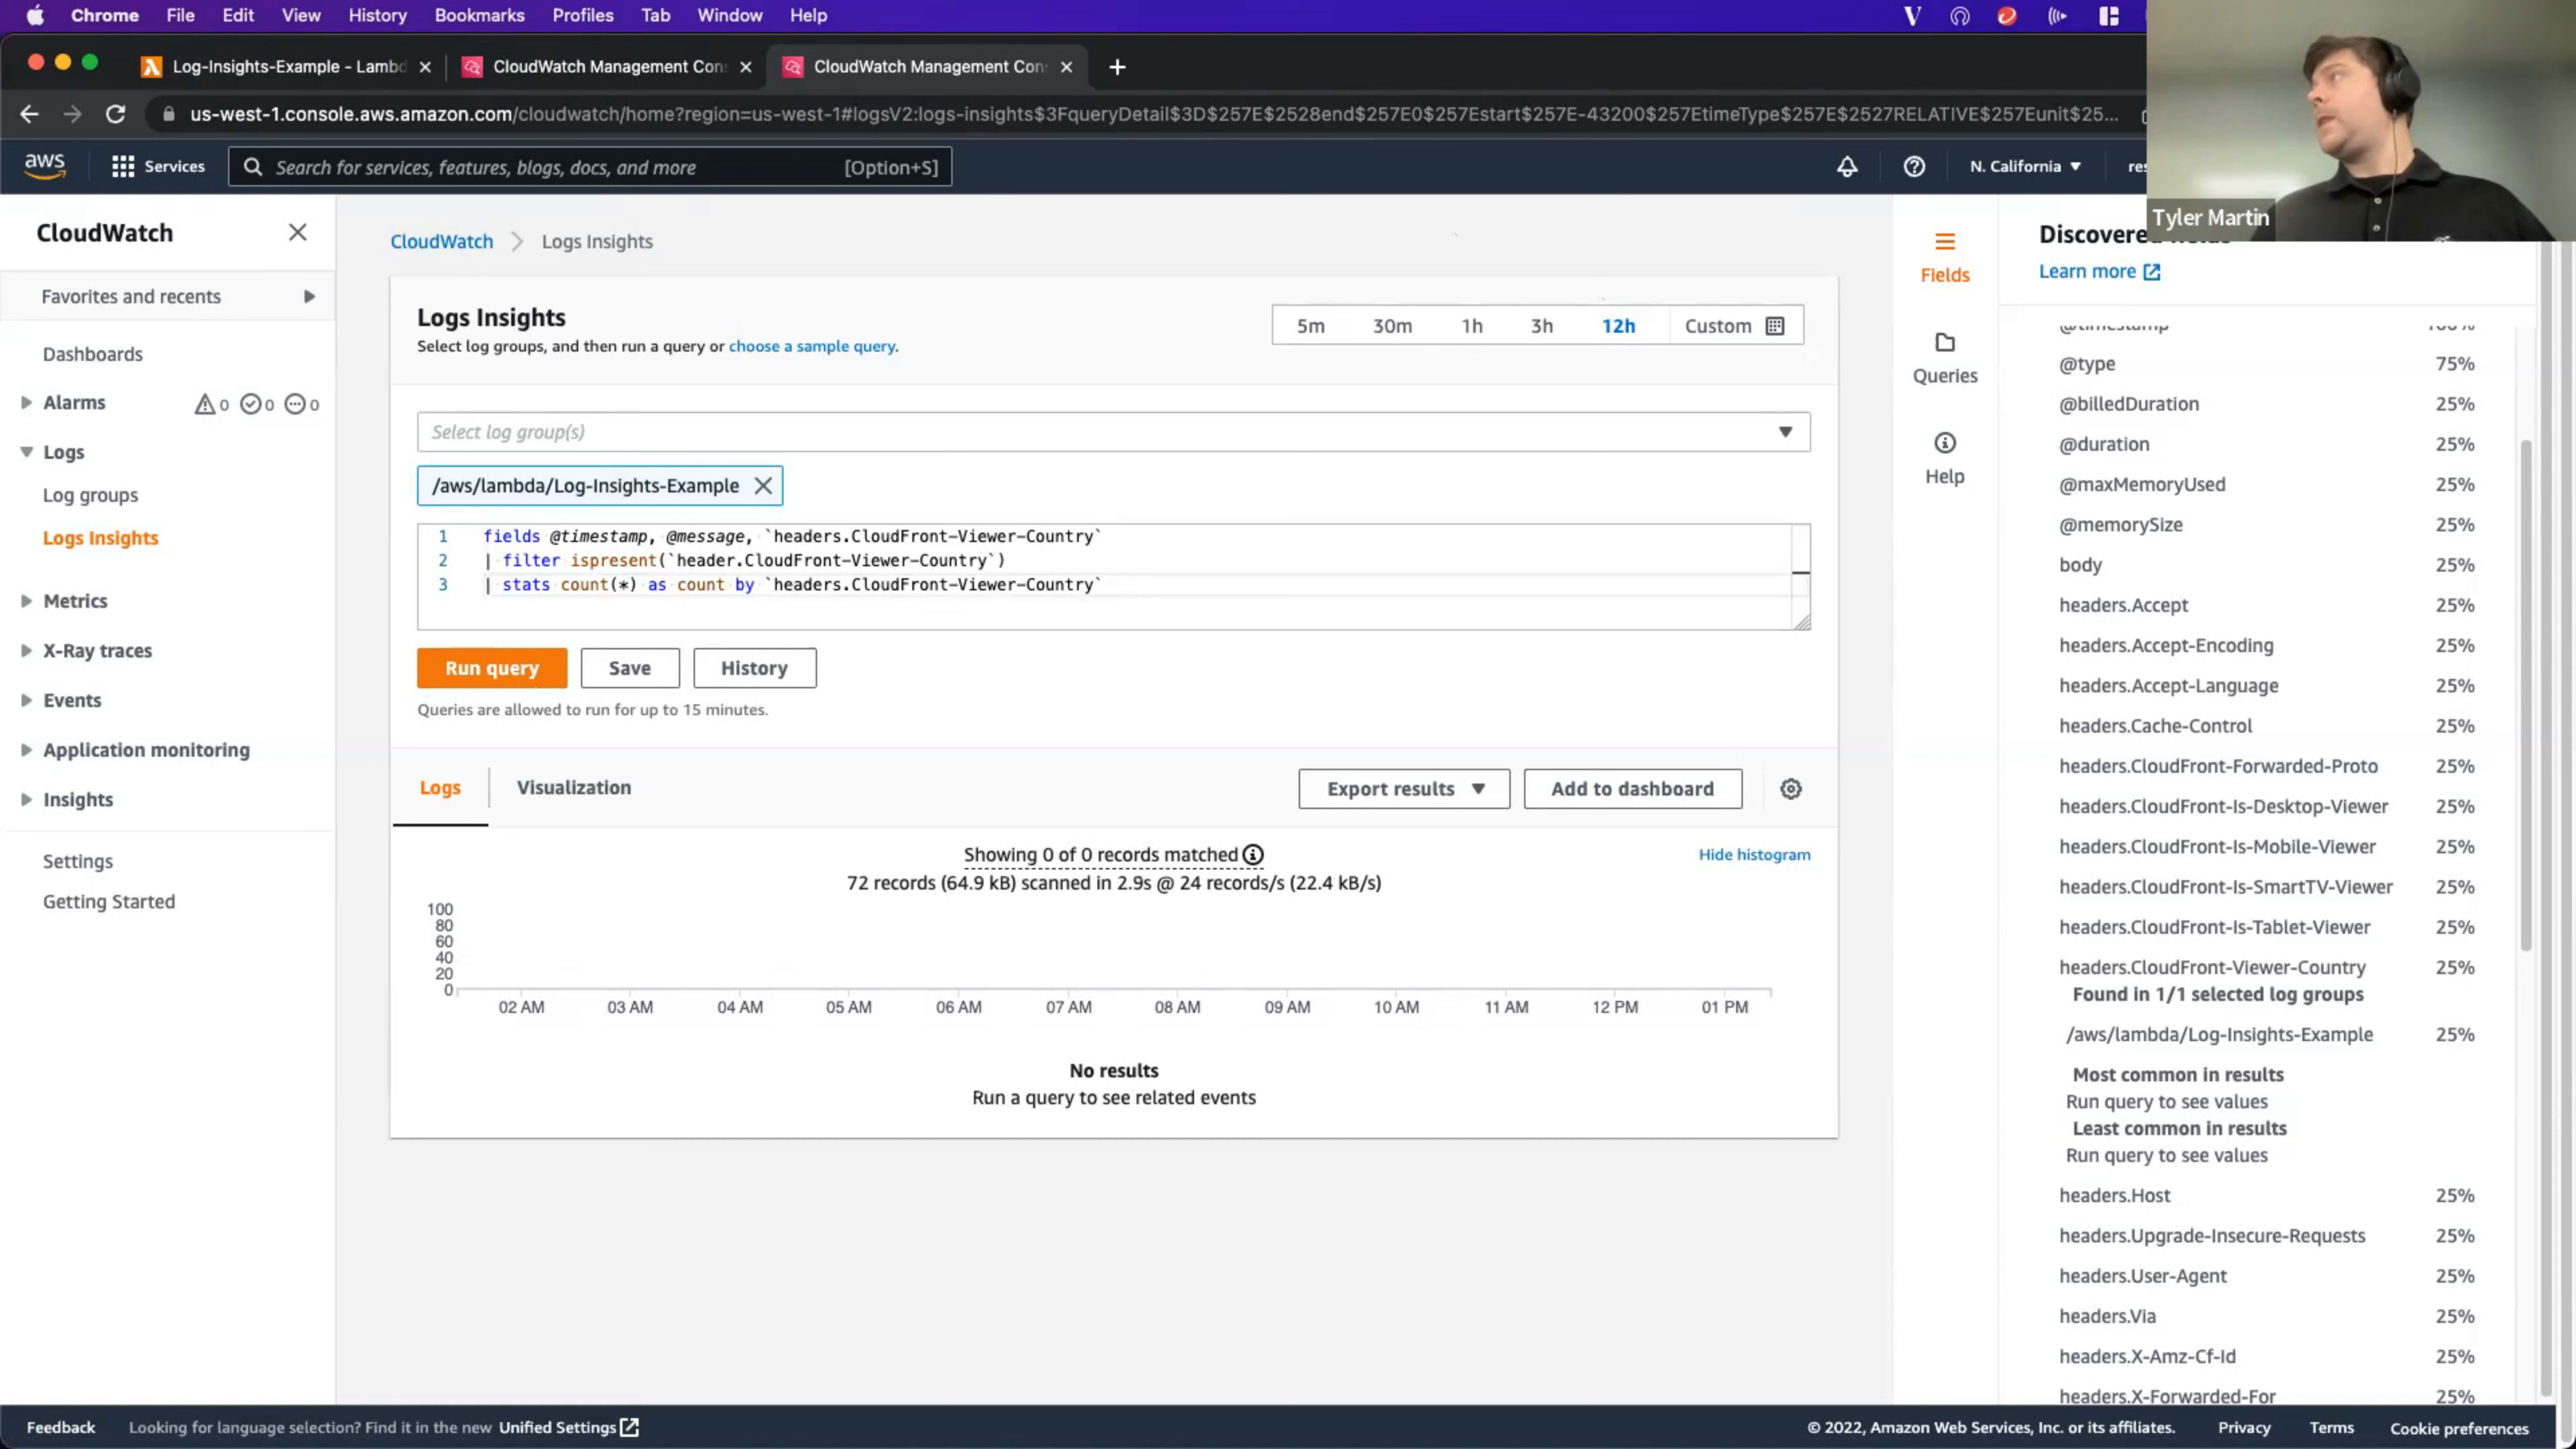 Chrome File Edit View History Bookmarks Profiles Tab Window Help
Log-Insights-Example - Lambd
CloudWatch Management Con
CloudWatch Management Con
us-west-1.console.aws.amazon.com/cloudwatch/home?region=us-west-1#logsV2:logs-insights$3FqueryDetail$3D$257E$2528end$257E0$257Estart$257E-43200$257EtimeType$257E$2527RELATIVE$257Eunit$25...
aws Services Search for services, features, blogs, docs, and more [Option+S] N. California
Tyler Martin
CloudWatch
Favorites and recents
Dashboards
Alarms 0 0 0
Logs
Log groups
Logs Insights
Metrics
X-Ray traces
Events
Application monitoring
Insights
Settings
Getting Started
CloudWatch Logs Insights
Logs Insights
Select log groups, and then run a query or choose a sample query.
5m 30m 1h 3h 12h Custom
Select log group(s)
/aws/lambda/Log-Insights-Example
1 fields @timestamp, @message, `headers.CloudFront-Viewer-Country`
2 | filter ispresent(`header.CloudFront-Viewer-Country`)
3 | stats count(*) as count by `headers.CloudFront-Viewer-Country`
Run query Save History
Queries are allowed to run for up to 15 minutes.
Logs Visualization Export results Add to dashboard
Showing 0 of 0 records matched
Hide histogram
72 records (64.9 kB) scanned in 2.9s @ 24 records/s (22.4 kB/s)
100
80
60
40
20
0
02 AM 03 AM 04 AM 05 AM 06 AM 07 AM 08 AM 09 AM 10 AM 11 AM 12 PM 01 PM
No results
Run a query to see related events
Fields
Queries
Help
Discovered fields
Learn more
@timestamp 100%
@type 75%
@billedDuration 25%
@duration 25%
@maxMemoryUsed 25%
@memorySize 25%
body 25%
headers.Accept 25%
headers.Accept-Encoding 25%
headers.Accept-Language 25%
headers.Cache-Control 25%
headers.CloudFront-Forwarded-Proto 25%
headers.CloudFront-Is-Desktop-Viewer 25%
headers.CloudFront-Is-Mobile-Viewer 25%
headers.CloudFront-Is-SmartTV-Viewer 25%
headers.CloudFront-Is-Tablet-Viewer 25%
headers.CloudFront-Viewer-Country 25%
Found in 1/1 selected log groups
/aws/lambda/Log-Insights-Example 25%
Most common in results
Run query to see values
Least common in results
Run query to see values
headers.Host 25%
headers.Upgrade-Insecure-Requests 25%
headers.User-Agent 25%
headers.Via 25%
headers.X-Amz-Cf-Id 25%
headers.X-Forwarded-For 25%
Feedback Looking for language selection? Find it in the new Unified Settings © 2022, Amazon Web Services, Inc. or its affiliates. Privacy Terms Cookie preferences